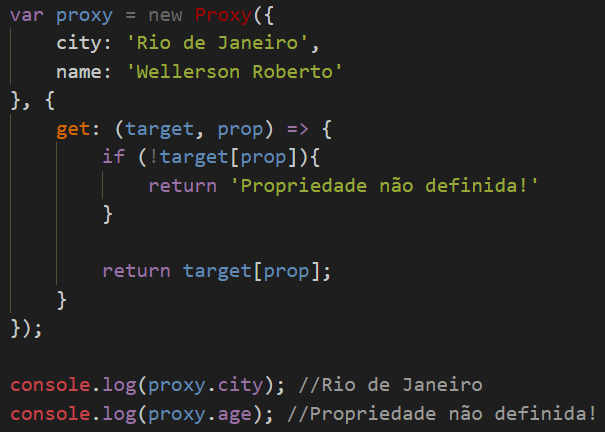 var proxy = new Proxy({
    city: 'Rio de Janeiro',
    name: 'Wellerson Roberto'
}, {
    get: (target, prop) => {
        if (!target[prop]){
            return 'Propriedade não definida!'
        }

        return target[prop];
    }
});

console.log(proxy.city); //Rio de Janeiro
console.log(proxy.age); //Propriedade não definida!